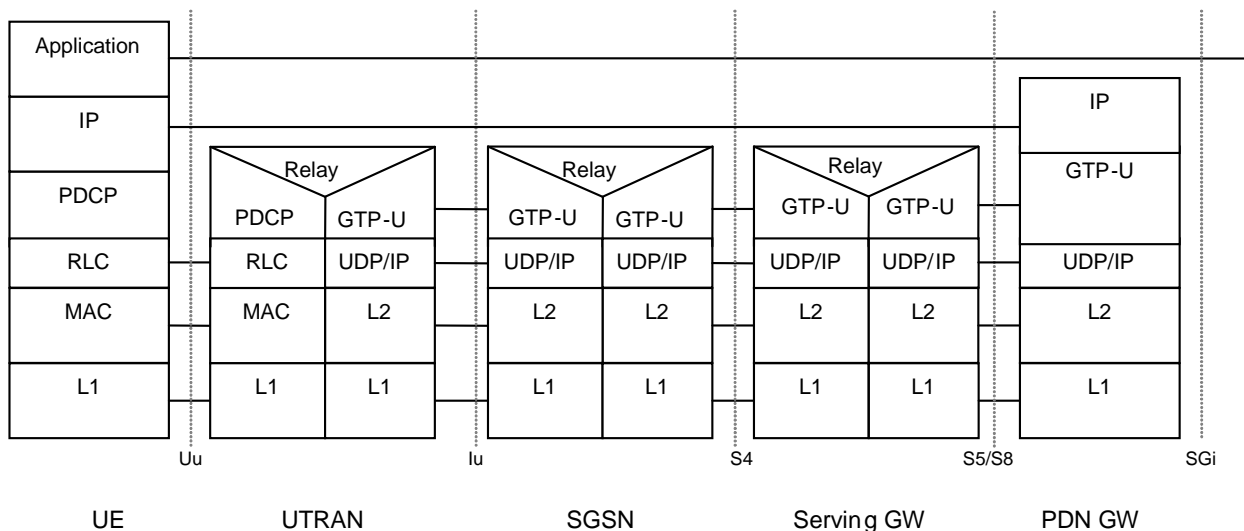 Application
IP
PDCP
RLC
MAC
L1
Relay
PDCP GTP-U
RLC UDP/IP
MAC L2
L1 L1
Relay
GTP-U GTP-U
UDP/IP UDP/IP
L2 L2
L1 L1
Relay
GTP-U GTP-U
UDP/IP UDP/IP
L2 L2
L1 L1
IP
GTP-U
UDP/IP
L2
L1
Uu Iu S4 S5/S8 SGi
UE UTRAN SGSN Serving GW PDN GW